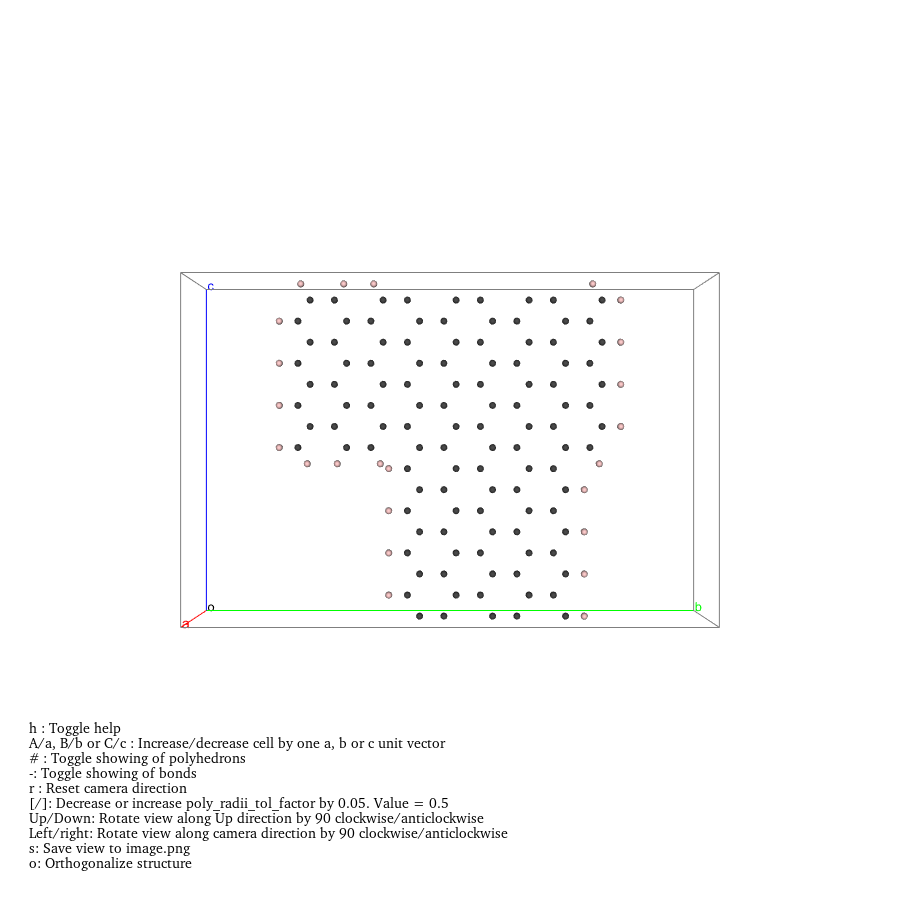 c
o
b
a
h : Toggle help
A/a, B/b or C/c : Increase/decrease cell by one a, b or c unit vector
# : Toggle showing of polyhedrons
-: Toggle showing of bonds
r : Reset camera direction
[/]: Decrease or increase poly_radii_tol_factor by 0.05. Value = 0.5
Up/Down: Rotate view along Up direction by 90 clockwise/anticlockwise
Left/right: Rotate view along camera direction by 90 clockwise/anticlockwise
s: Save view to image.png
o: Orthogonalize structure